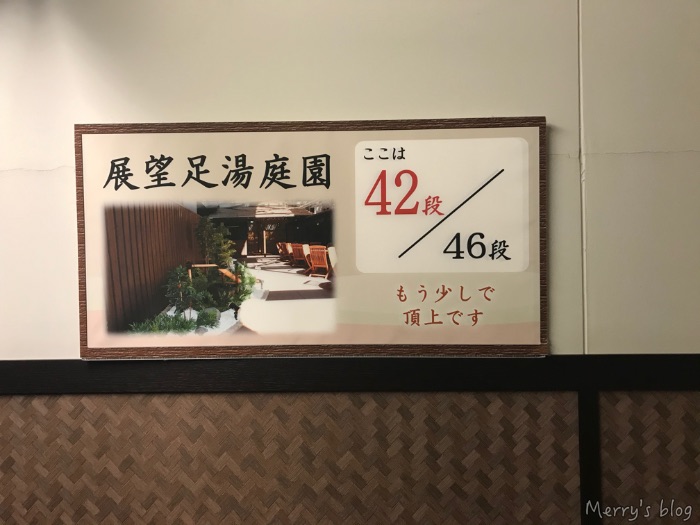 展望足湯庭園
ここは
42段
／
46段
もう少しで
頂上です
Merry's blog